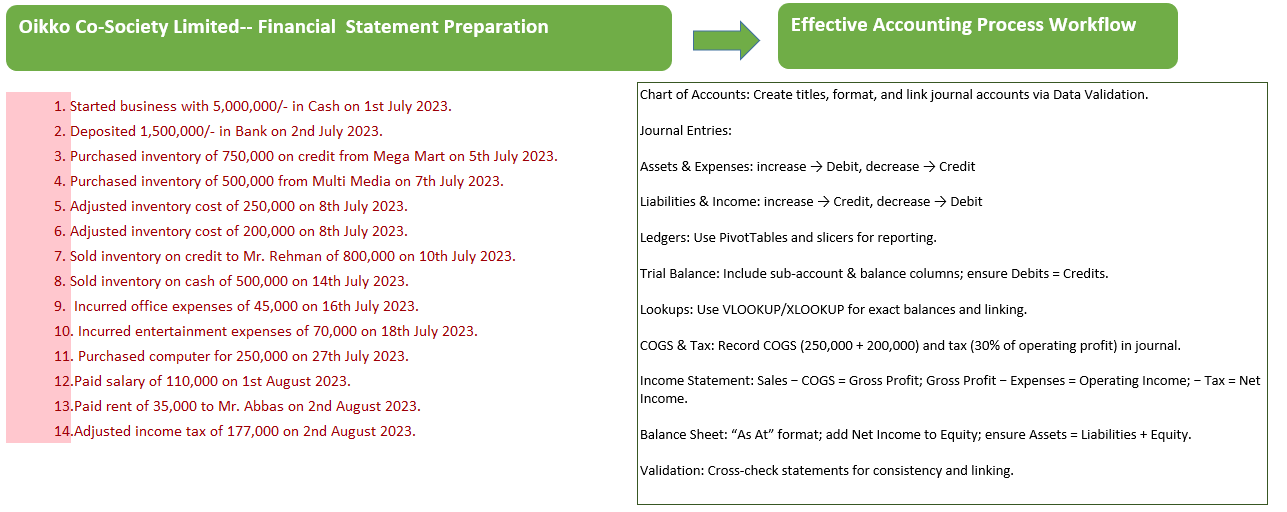 Oikko Co-Society Limited-- Financial Statement Preparation
Effective Accounting Process Workflow
1. Started business with 5,000,000/- in Cash on 1st July 2023.
2. Deposited 1,500,000/- in Bank on 2nd July 2023.
3. Purchased inventory of 750,000 on credit from Mega Mart on 5th July 2023.
4. Purchased inventory of 500,000 from Multi Media on 7th July 2023.
5. Adjusted inventory cost of 250,000 on 8th July 2023.
6. Adjusted inventory cost of 200,000 on 8th July 2023.
7. Sold inventory on credit to Mr. Rehman of 800,000 on 10th July 2023.
8. Sold inventory on cash of 500,000 on 14th July 2023.
9. Incurred office expenses of 45,000 on 16th July 2023.
10. Incurred entertainment expenses of 70,000 on 18th July 2023.
11. Purchased computer for 250,000 on 27th July 2023.
12.Paid salary of 110,000 on 1st August 2023.
13.Paid rent of 35,000 to Mr. Abbas on 2nd August 2023.
14.Adjusted income tax of 177,000 on 2nd August 2023.
Chart of Accounts: Create titles, format, and link journal accounts via Data Validation.
Journal Entries:
Assets & Expenses: increase → Debit, decrease → Credit
Liabilities & Income: increase → Credit, decrease → Debit
Ledgers: Use PivotTables and slicers for reporting.
Trial Balance: Include sub-account & balance columns; ensure Debits = Credits.
Lookups: Use VLOOKUP/XLOOKUP for exact balances and linking.
COGS & Tax: Record COGS (250,000 + 200,000) and tax (30% of operating profit) in journal.
Income Statement: Sales − COGS = Gross Profit; Gross Profit − Expenses = Operating Income; − Tax = Net
Income.
Balance Sheet: “As At” format; add Net Income to Equity; ensure Assets = Liabilities + Equity.
Validation: Cross-check statements for consistency and linking.